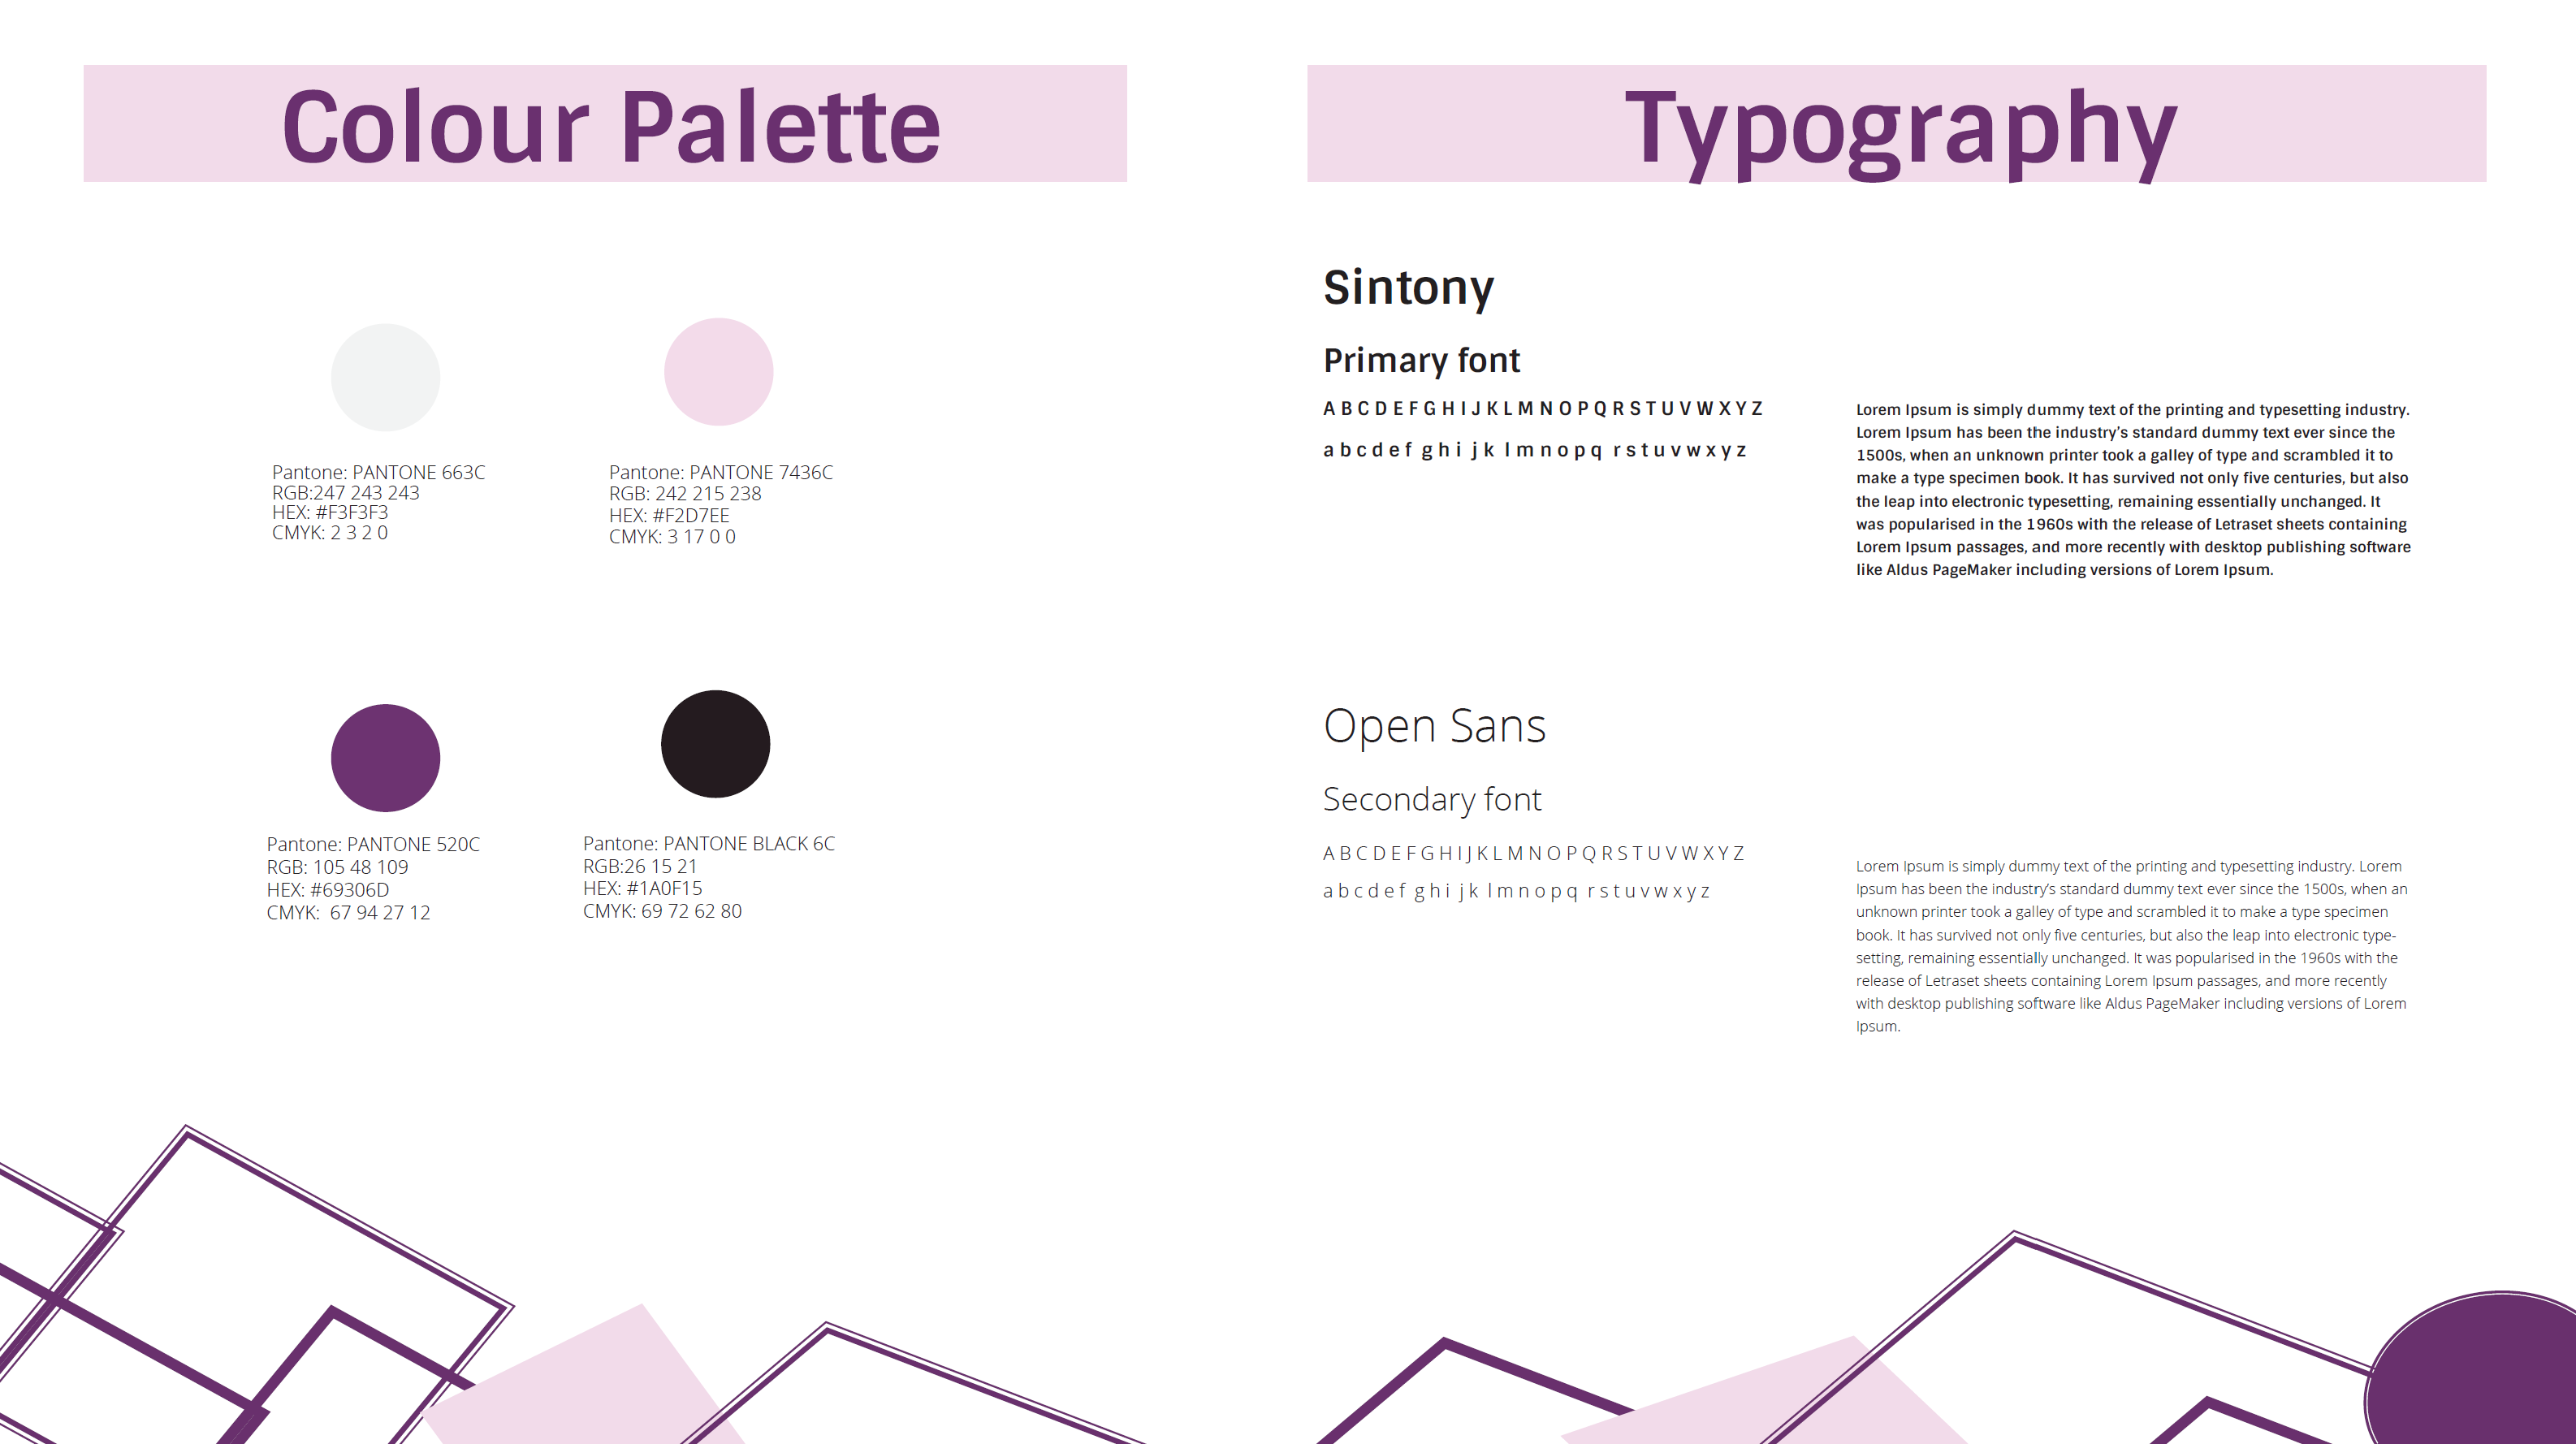 Colour Palette
Pantone: PANTONE 663C
RGB:247 243 243
HEX: #F3F3F3
CMYK: 2 3 2 0
Pantone: PANTONE 7436C
RGB: 242 215 238
HEX: #F2D7EE
CMYK: 3 17 0 0
Pantone: PANTONE 520C
RGB: 105 48 109
HEX: #69306D
CMYK:  67 94 27 12
Pantone: PANTONE BLACK 6C
RGB:26 15 21
HEX: #1A0F15
CMYK: 69 72 62 80
Typography
Sintony
Primary font
A B C D E F G H I J K L M N O P Q R S T U V W X Y Z
a b c d e f g h i j k l m n o p q r s t u v w x y z
Lorem Ipsum is simply dummy text of the printing and typesetting industry.
Lorem Ipsum has been the industry’s standard dummy text ever since the
1500s, when an unknown printer took a galley of type and scrambled it to
make a type specimen book. It has survived not only five centuries, but also
the leap into electronic typesetting, remaining essentially unchanged. It
was popularised in the 1960s with the release of Letraset sheets containing
Lorem Ipsum passages, and more recently with desktop publishing software
like Aldus PageMaker including versions of Lorem Ipsum.
Open Sans
Secondary font
A B C D E F G H I J K L M N O P Q R S T U V W X Y Z
a b c d e f g h i j k l m n o p q r s t u v w x y z
Lorem Ipsum is simply dummy text of the printing and typesetting industry. Lorem
Ipsum has been the industry’s standard dummy text ever since the 1500s, when an
unknown printer took a galley of type and scrambled it to make a type specimen
book. It has survived not only five centuries, but also the leap into electronic type-
setting, remaining essentially unchanged. It was popularised in the 1960s with the
release of Letraset sheets containing Lorem Ipsum passages, and more recently
with desktop publishing software like Aldus PageMaker including versions of Lorem
Ipsum.